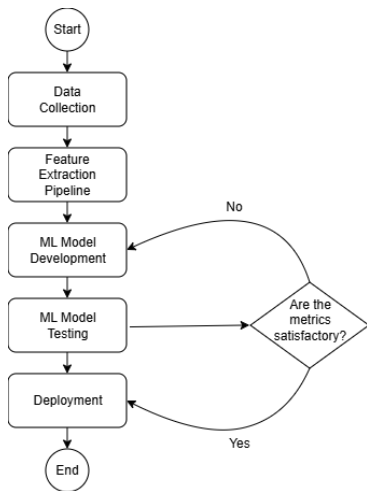 Start
Data
Collection
Feature
Extraction
Pipeline
No
ML Model
Development
Are the
metrics
satisfactory?
ML Model
Testing
Deployment
Yes
End